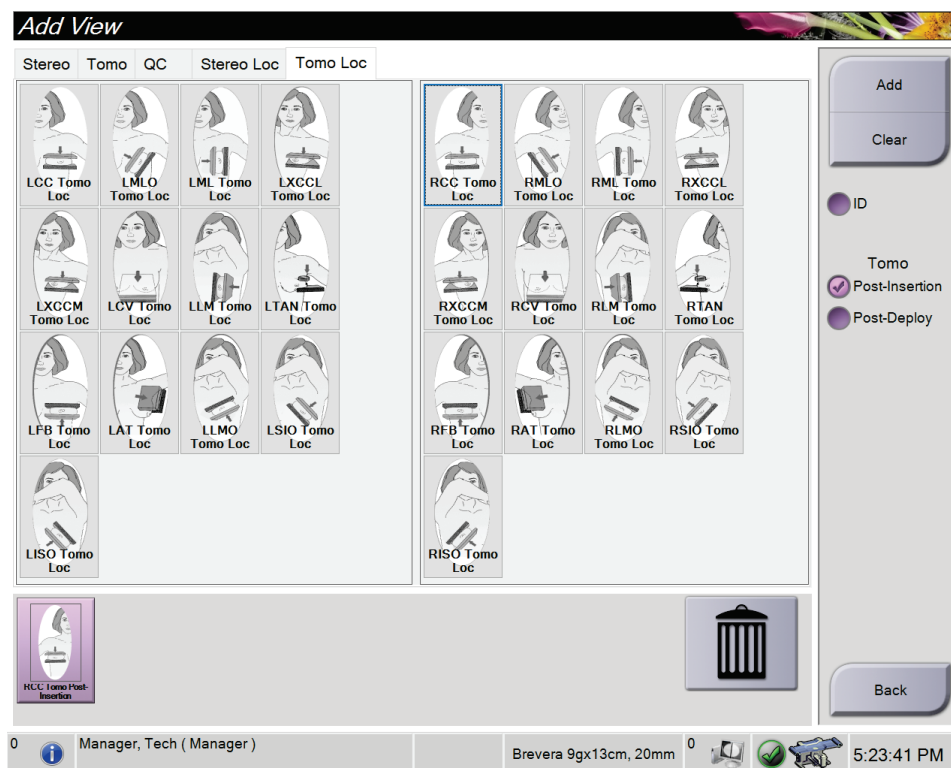 Add View
Stereo Tomo QC Stereo Loc Tomo Loc
LCC Tomo
Loc
LMLO
Tomo Loc
LML Tomo
Loc
LXCCL
Tomo Loc
RCC Tomo
Loc
RMLO
Tomo Loc
RML Tomo
Loc
RXCCL
Tomo Loc
LXCCM
Tomo Loc
LCV Tomo
Loc
LLM Tomo
Loc
LTAN Tomo
Loc
RXCCM
Tomo Loc
RCV Tomo
Loc
RLM Tomo
Loc
RTAN
Tomo Loc
LFB Tomo
Loc
LAT Tomo
Loc
LLMO
Tomo Loc
LSIO Tomo
Loc
RFB Tomo
Loc
RAT Tomo
Loc
RLMO
Tomo Loc
RSIO Tomo
Loc
LISO Tomo
Loc
RISO Tomo
Loc
Add
Clear
ID
Tomo
Post-Insertion
Post-Deploy
RCC Tomo Post-
Insertion
Back
0
Manager, Tech ( Manager )
Brevera 9gx13cm, 20mm
0
5:23:41 PM